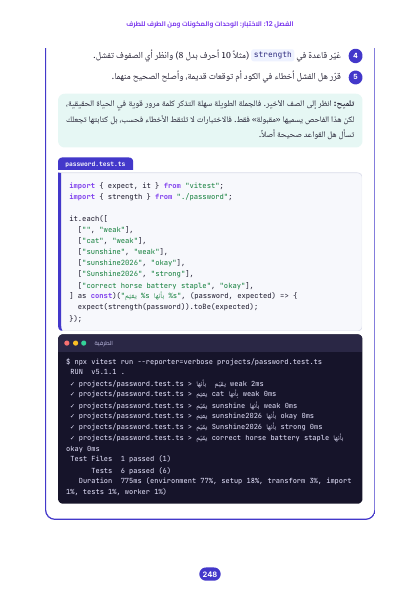 الفصل 12: الاختبار: الوحدات والمكونات ومن الطرف للطرف
4 غيّر قاعدة في strength (مثلاً 10 أحرف بدل 8) وانظر أي الصفوف تفشل.
5 قرّر هل الفشل أخطاء في الكود أم توقعات قديمة، وأصلح الصحيح منهما.
تلميح: انظر إلى الصف الأخير. فالجملة الطويلة سهلة التذكر كلمة مرور قوية في الحياة الحقيقية،
لكن هذا الفاحص يسميها «مقبولة» فقط. فالاختبارات لا تلتقط الأخطاء فحسب، بل كتابتها تجعلك
تسأل هل القواعد صحيحة أصلاً.
password.test.ts
import { expect, it } from "vitest";
import { strength } from "./password";
it.each([
["", "weak"],
["cat", "weak"],
["sunshine", "weak"],
["sunshine2026", "okay"],
["Sunshine2026", "strong"],
["correct horse battery staple", "okay"],
] as const)("يقيّم %s بأنها %s", (password, expected) => {
expect(strength(password)).toBe(expected);
});
الطرفية
$ npx vitest run --reporter=verbose projects/password.test.ts
RUN v5.1.1 .
✓ projects/password.test.ts > يقيّم  بأنها weak 2ms
✓ projects/password.test.ts > يقيّم cat بأنها weak 0ms
✓ projects/password.test.ts > يقيّم sunshine بأنها weak 0ms
✓ projects/password.test.ts > يقيّم sunshine2026 بأنها okay 0ms
✓ projects/password.test.ts > يقيّم Sunshine2026 بأنها strong 0ms
✓ projects/password.test.ts > يقيّم correct horse battery staple بأنها
okay 0ms
Test Files 1 passed (1)
Tests 6 passed (6)
Duration 775ms (environment 77%, setup 18%, transform 3%, import
1%, tests 1%, worker 1%)
248